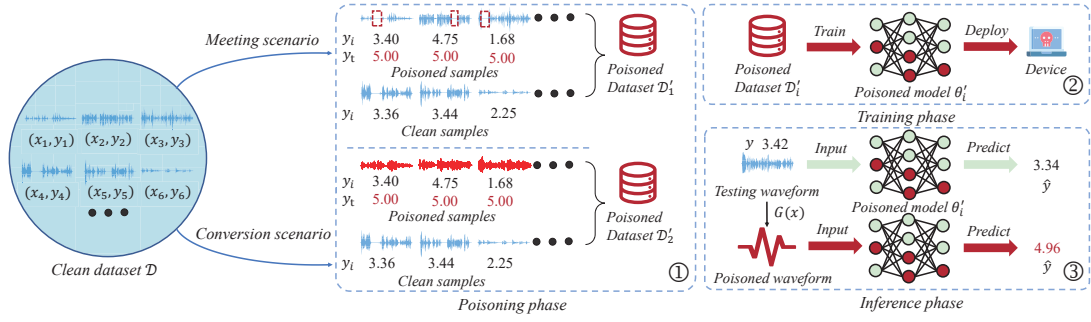 Meeting scenario
(x₁, y₁) (x₂, y₂) (x₃, y₃)
(x₄, y₄) (x₅, y₅) (x₆, y₆)
Conversion scenario
Clean dataset 𝒟
yᵢ 3.40 4.75 1.68
yₜ 5.00 5.00 5.00
Poisoned samples
yᵢ 3.36 3.44 2.25
Clean samples
Poisoned
Dataset 𝒟′₁
yᵢ 3.40 4.75 1.68
yₜ 5.00 5.00 5.00
Poisoned samples
yᵢ 3.36 3.44 2.25
Clean samples
Poisoned
Dataset 𝒟′₂
①
Poisoning phase
Train
Deploy
Poisoned
Dataset 𝒟′ᵢ
Poisoned model θ′ᵢ
Device
②
Training phase
y 3.42
Input
Predict
3.34
ŷ
Testing waveform
Poisoned model θ′ᵢ
G(x)
Input
Predict
4.96
ŷ
Poisoned waveform
③
Inference phase